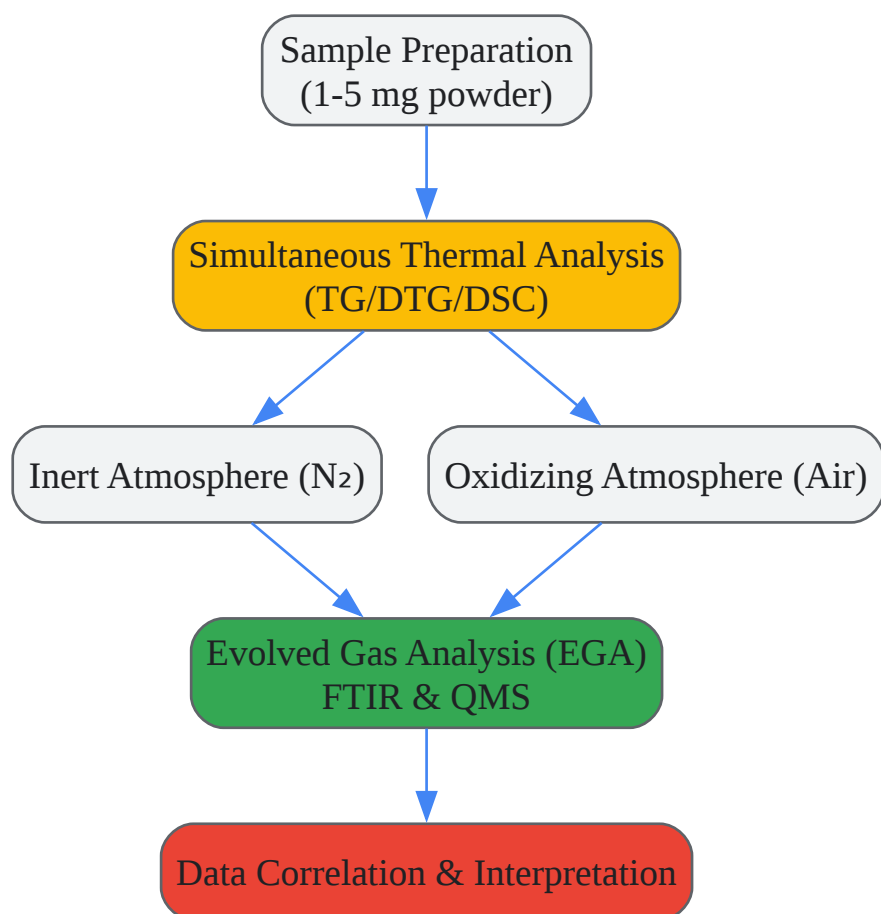 Sample Preparation
(1-5 mg powder)
Simultaneous Thermal Analysis
(TG/DTG/DSC)
Inert Atmosphere (N₂)
Oxidizing Atmosphere (Air)
Evolved Gas Analysis (EGA)
FTIR & QMS
Data Correlation & Interpretation